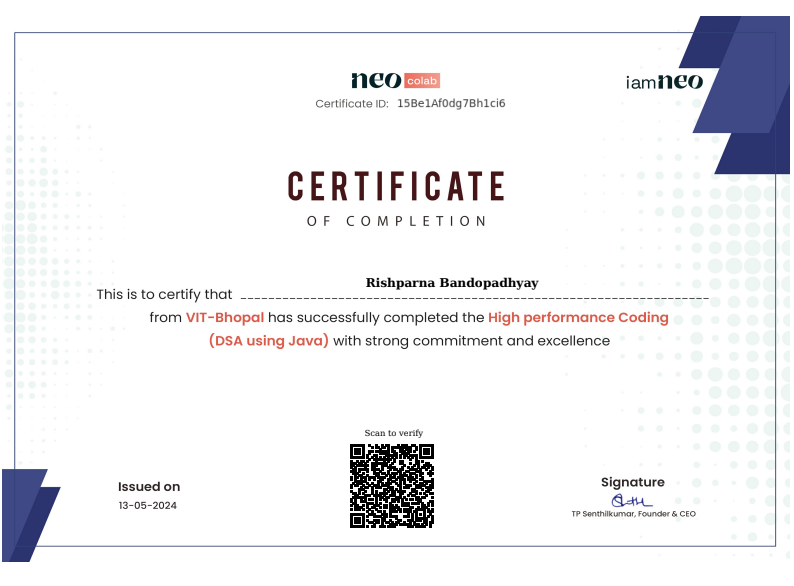 neo colab
iamneo
Certificate ID: 15Be1Af0dg7Bh1ci6
CERTIFICATE
OF COMPLETION
Rishparna Bandopadhyay
This is to certify that
from VIT-Bhopal has successfully completed the High performance Coding
(DSA using Java) with strong commitment and excellence
Scan to verify
Issued on
13-05-2024
Signature
TP Senthilkumar, Founder & CEO